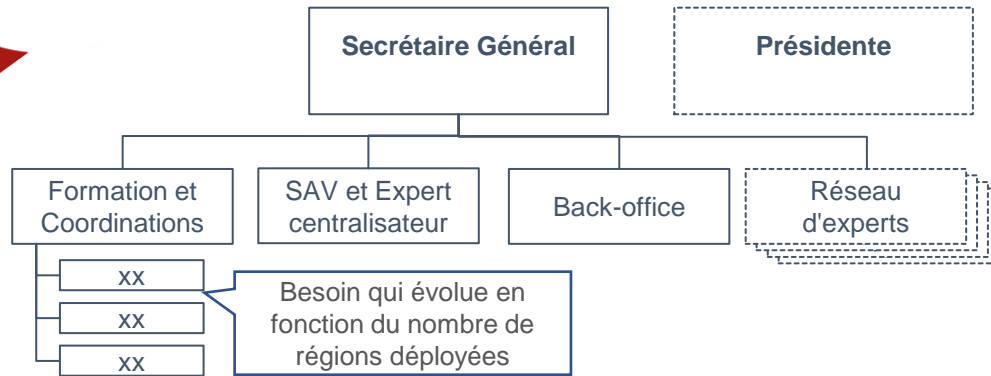 Secrétaire Général
Présidente
Formation et
Coordinations
SAV et Expert
centralisateur
Back-office
Réseau
d'experts
xx
xx
xx
Besoin qui évolue en
fonction du nombre de
régions déployées